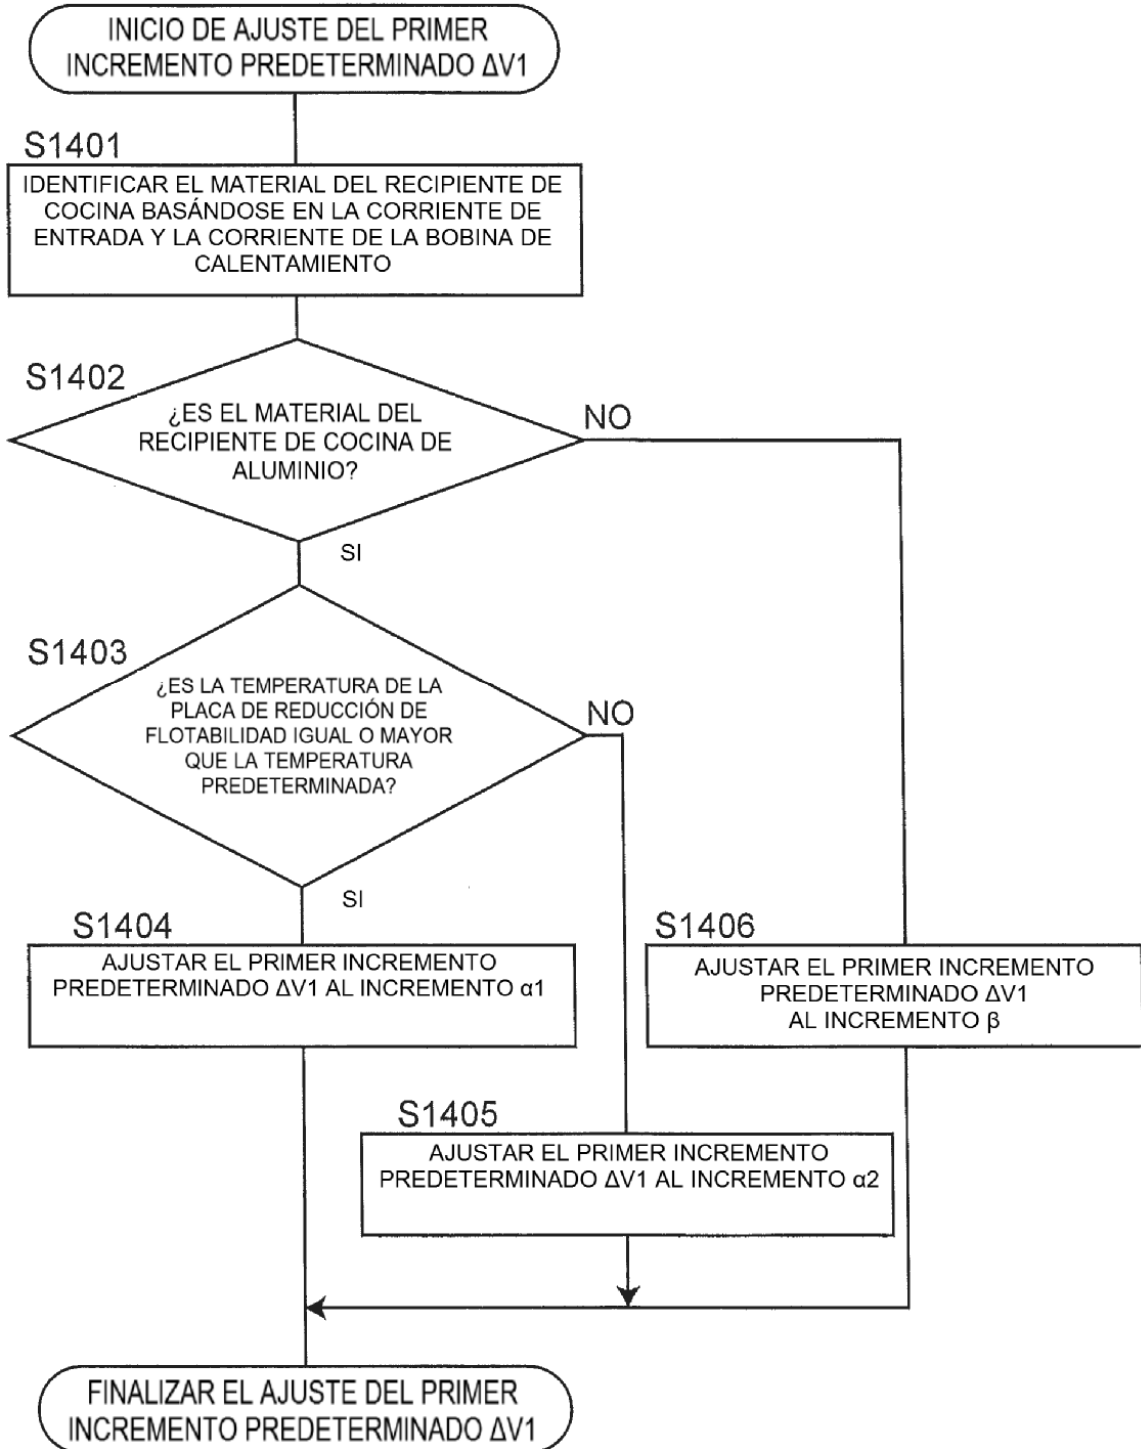 INICIO DE AJUSTE DEL PRIMER
INCREMENTO PREDETERMINADO ΔV1
S1401
IDENTIFICAR EL MATERIAL DEL RECIPIENTE DE
COCINA BASÁNDOSE EN LA CORRIENTE DE
ENTRADA Y LA CORRIENTE DE LA BOBINA DE
CALENTAMIENTO
S1402
¿ES EL MATERIAL DEL
RECIPIENTE DE COCINA DE
ALUMINIO?
NO
SI
S1403
¿ES LA TEMPERATURA DE LA
PLACA DE REDUCCIÓN DE
FLOTABILIDAD IGUAL O MAYOR
QUE LA TEMPERATURA
PREDETERMINADA?
NO
SI
S1404
AJUSTAR EL PRIMER INCREMENTO
PREDETERMINADO ΔV1 AL INCREMENTO α1
S1406
AJUSTAR EL PRIMER INCREMENTO
PREDETERMINADO ΔV1
AL INCREMENTO β
S1405
AJUSTAR EL PRIMER INCREMENTO
PREDETERMINADO ΔV1 AL INCREMENTO α2
FINALIZAR EL AJUSTE DEL PRIMER
INCREMENTO PREDETERMINADO ΔV1